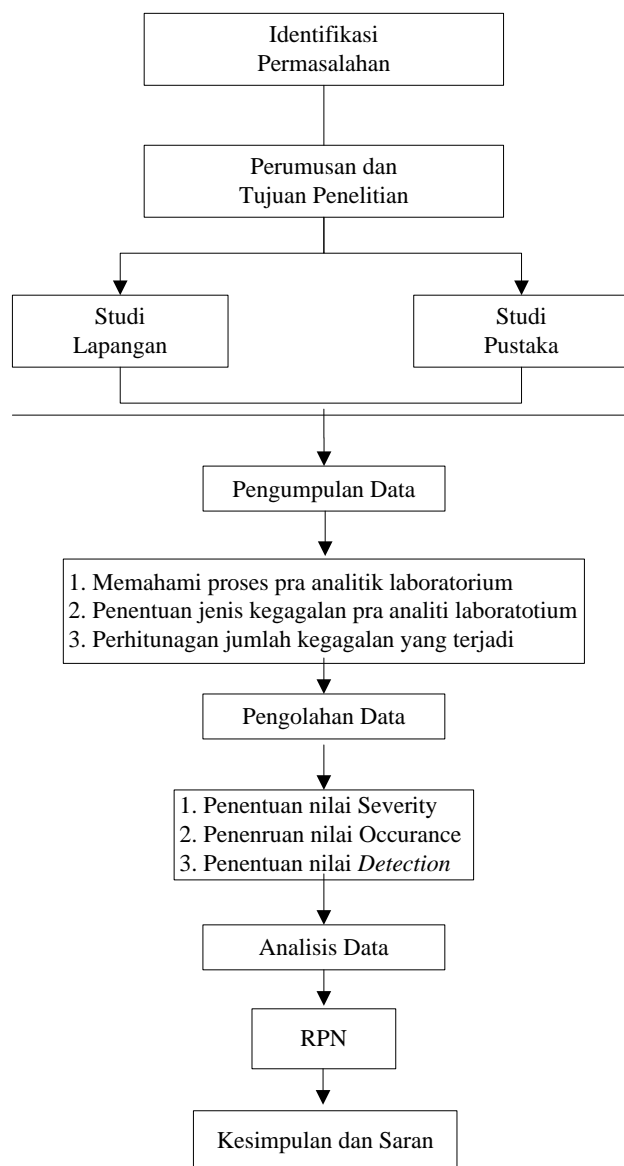 Identifikasi
Permasalahan
Perumusan dan
Tujuan Penelitian
Studi
Lapangan
Studi
Pustaka
Pengumpulan Data
1. Memahami proses pra analitik laboratorium
2. Penentuan jenis kegagalan pra analiti laboratotium
3. Perhitunagan jumlah kegagalan yang terjadi
Pengolahan Data
1. Penentuan nilai Severity
2. Penenruan nilai Occurance
3. Penentuan nilai Detection
Analisis Data
RPN
Kesimpulan dan Saran